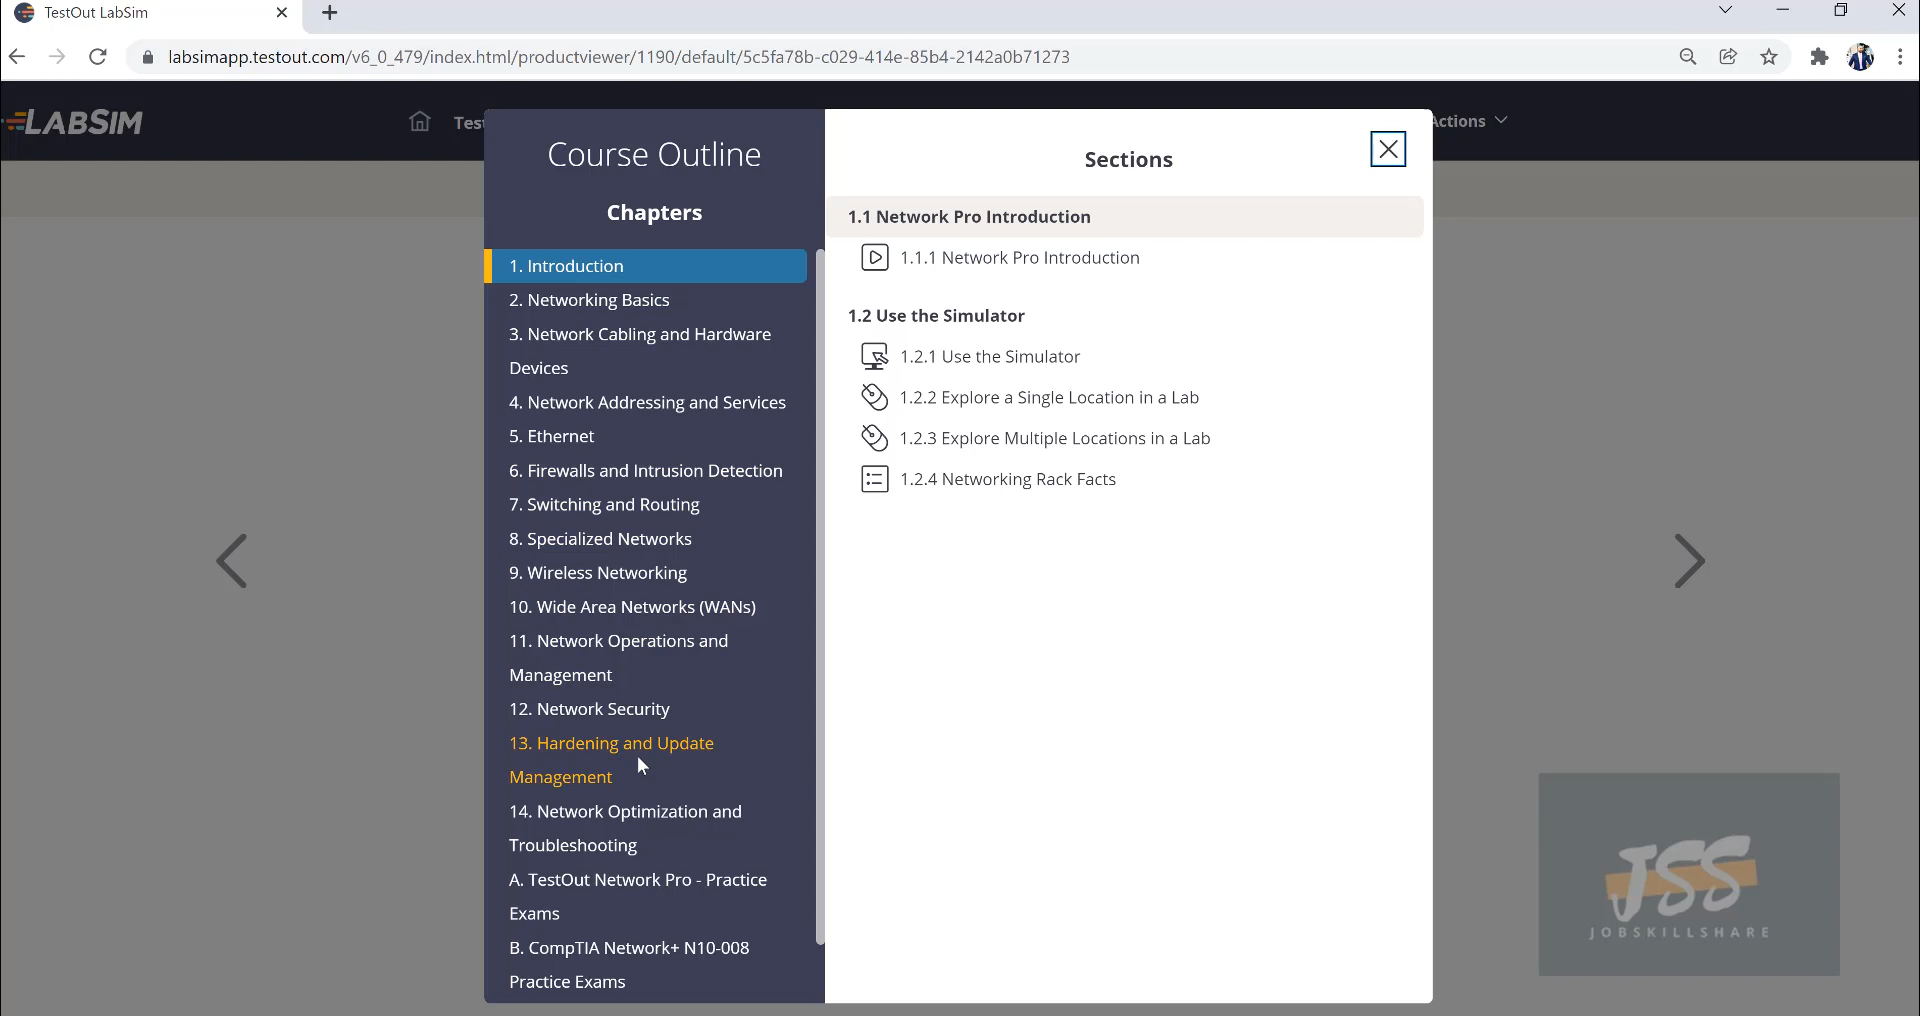 TestOut LabSim
labsimapp.testout.com/v6_0_479/index.html/productviewer/1190/default/5c5fa78b-c029-414e-85b4-2142a0b71273
LABSIM
Test
Actions
Course Outline
Chapters
1. Introduction
2. Networking Basics
3. Network Cabling and Hardware
Devices
4. Network Addressing and Services
5. Ethernet
6. Firewalls and Intrusion Detection
7. Switching and Routing
8. Specialized Networks
9. Wireless Networking
10. Wide Area Networks (WANs)
11. Network Operations and
Management
12. Network Security
13. Hardening and Update
Management
14. Network Optimization and
Troubleshooting
A. TestOut Network Pro - Practice
Exams
B. CompTIA Network+ N10-008
Practice Exams
Sections
1.1 Network Pro Introduction
1.1.1 Network Pro Introduction
1.2 Use the Simulator
1.2.1 Use the Simulator
1.2.2 Explore a Single Location in a Lab
1.2.3 Explore Multiple Locations in a Lab
1.2.4 Networking Rack Facts
JSS
JOBSKILLSHARE